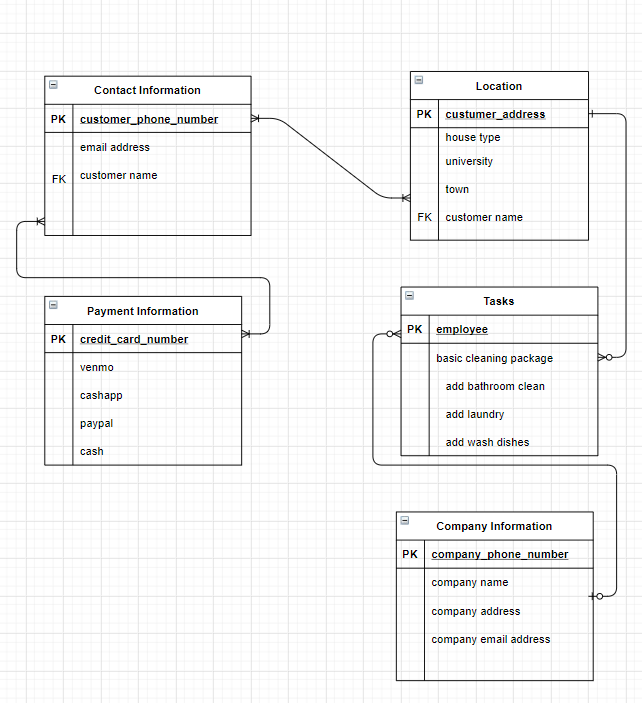 Contact Information
PK customer_phone_number
email address
FK customer name
Location
PK custumer_address
house type
university
town
FK customer name
Payment Information
PK credit_card_number
venmo
cashapp
paypal
cash
Tasks
PK employee
basic cleaning package
add bathroom clean
add laundry
add wash dishes
Company Information
PK company_phone_number
company name
company address
company email address